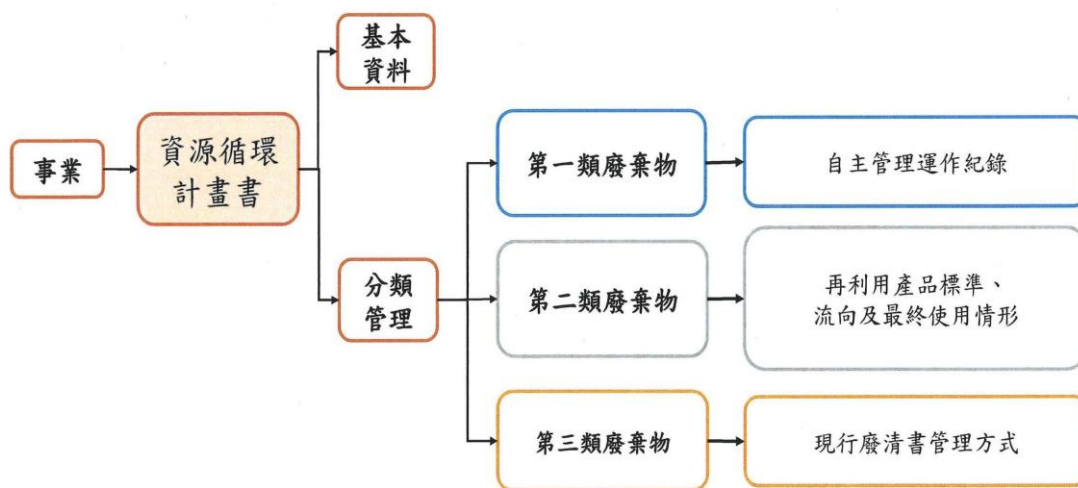 事業
資源循環
計畫書
基本
資料
分類
管理
第一類廢棄物
自主管理運作紀錄
第二類廢棄物
再利用產品標準、
流向及最終使用情形
第三類廢棄物
現行廢清書管理方式